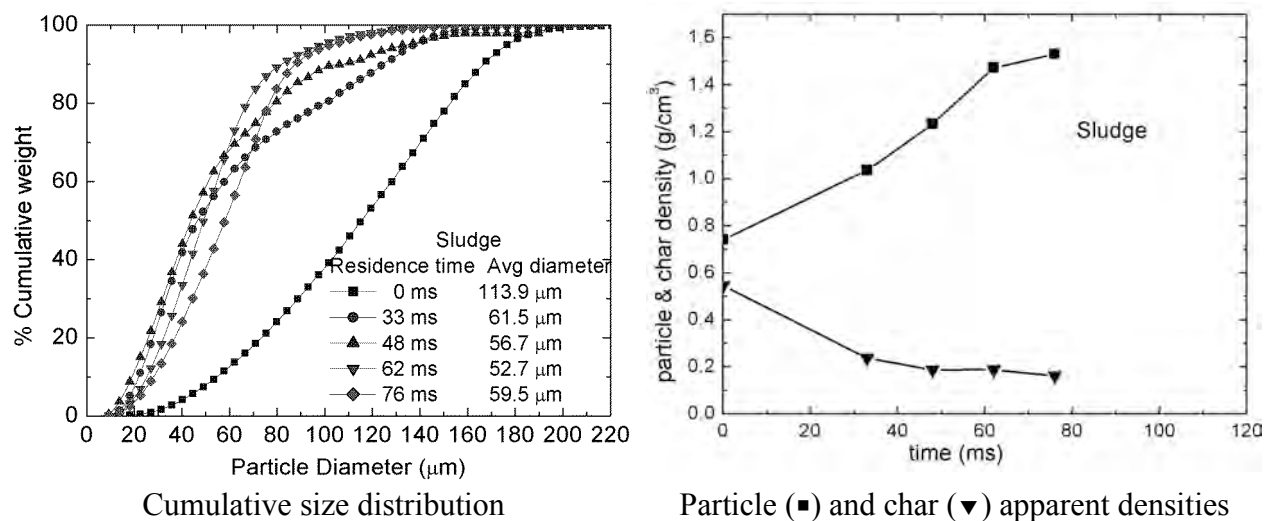 100
80
60
40
20
0
% Cumulative weight
Sludge
Residence time Avg diameter
0 ms 113.9 μm
33 ms 61.5 μm
48 ms 56.7 μm
62 ms 52.7 μm
76 ms 59.5 μm
0 20 40 60 80 100 120 140 160 180 200 220
Particle Diameter (μm)
Cumulative size distribution
1.6
1.4
1.2
1.0
0.8
0.6
0.4
0.2
0.0
particle & char density (g/cm³)
Sludge
0 20 40 60 80 100 120
time (ms)
Particle (■) and char (▼) apparent densities